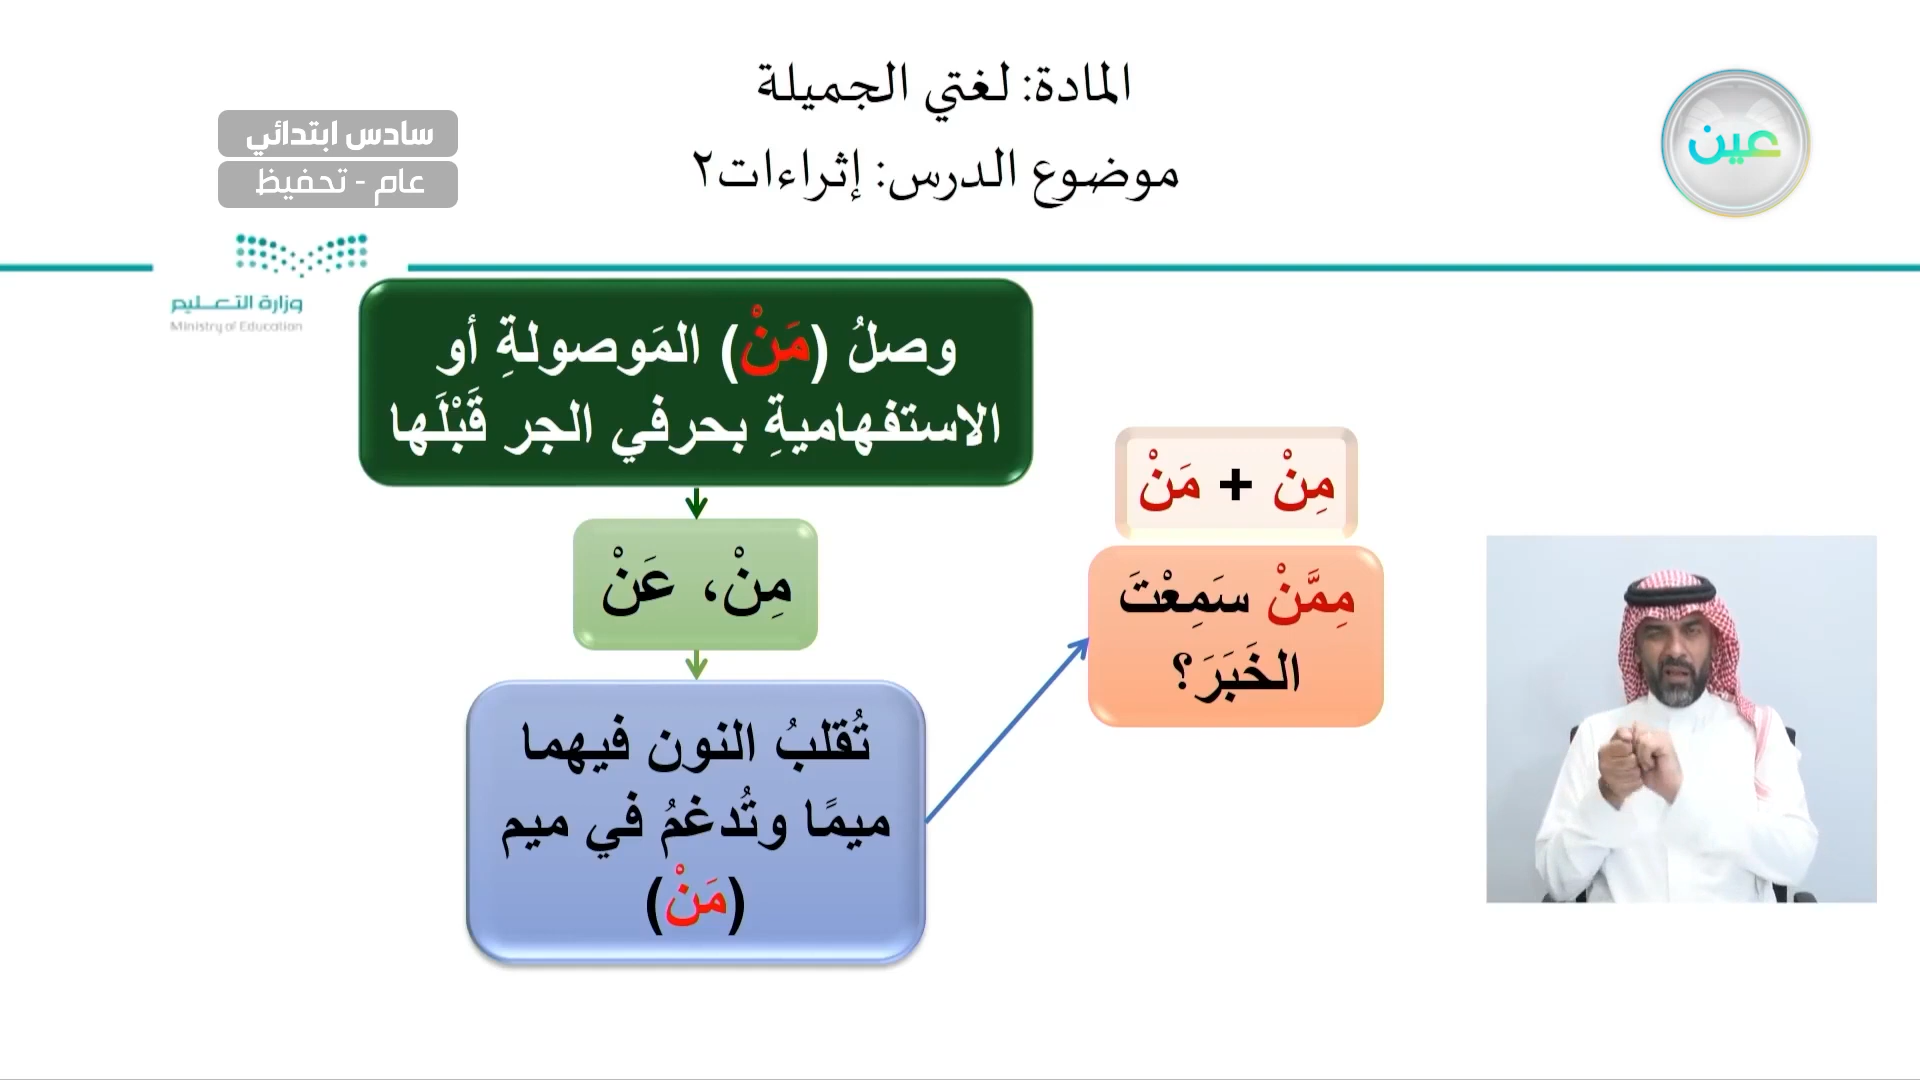 المادة: لغتي الجميلة
موضوع الدرس: إثراءات٢
عين
سادس ابتدائي
عام - تحفيظ
وزارة التعليم
Ministry of Education
وصلُ (مَنْ) المَوصولةِ أو
الاستفهاميةِ بحرفي الجر قَبْلَها
مِنْ، عَنْ
تُقلبُ النون فيهما
ميمًا وتُدغمُ في ميم
(مَنْ)
مِنْ + مَنْ
مِمَّنْ سَمِعْتَ
الخَبَرَ؟